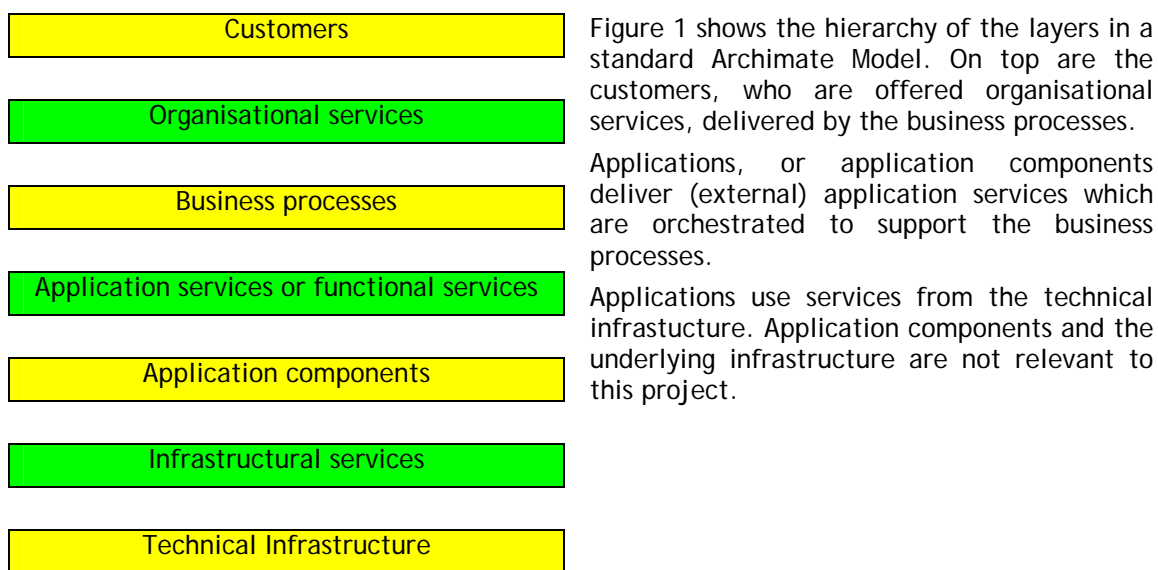 Customers
Organisational services
Business processes
Application services or functional services
Application components
Infrastructural services
Technical Infrastructure
Figure 1 shows the hierarchy of the layers in a
standard Archimate Model. On top are the
customers, who are offered organisational
services, delivered by the business processes.
Applications, or application components
deliver (external) application services which
are orchestrated to support the business
processes.
Applications use services from the technical
infrastucture. Application components and the
underlying infrastructure are not relevant to
this project.